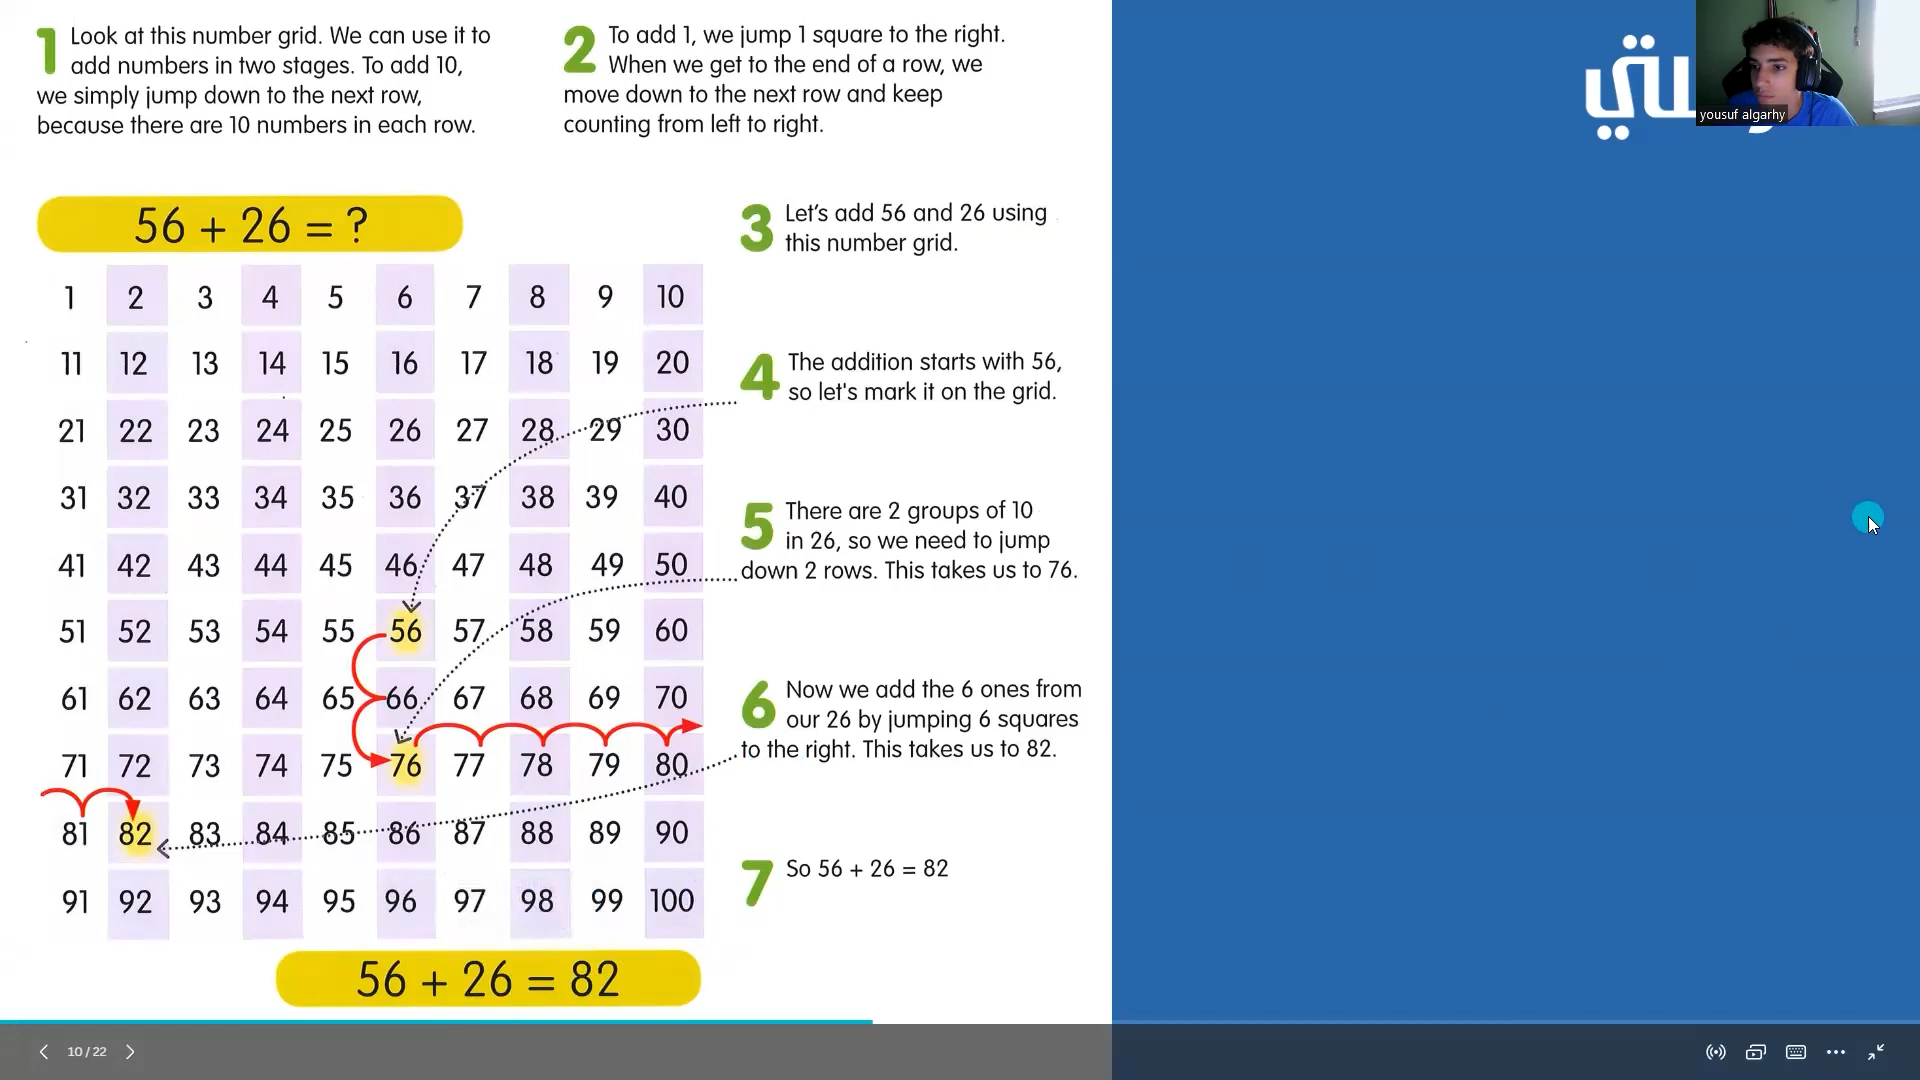 1 Look at this number grid. We can use it to
add numbers in two stages. To add 10,
we simply jump down to the next row,
because there are 10 numbers in each row.
2 To add 1, we jump 1 square to the right.
When we get to the end of a row, we
move down to the next row and keep
counting from left to right.
yousuf algarhy
56 + 26 = ?
1 2 3 4 5 6 7 8 9 10
11 12 13 14 15 16 17 18 19 20
21 22 23 24 25 26 27 28 29 30
31 32 33 34 35 36 37 38 39 40
41 42 43 44 45 46 47 48 49 50
51 52 53 54 55 56 57 58 59 60
61 62 63 64 65 66 67 68 69 70
71 72 73 74 75 76 77 78 79 80
81 82 83 84 85 86 87 88 89 90
91 92 93 94 95 96 97 98 99 100
56 + 26 = 82
3 Let's add 56 and 26 using
this number grid.
4 The addition starts with 56,
so let's mark it on the grid.
5 There are 2 groups of 10
in 26, so we need to jump
down 2 rows. This takes us to 76.
6 Now we add the 6 ones from
our 26 by jumping 6 squares
to the right. This takes us to 82.
7 So 56 + 26 = 82
10 / 22